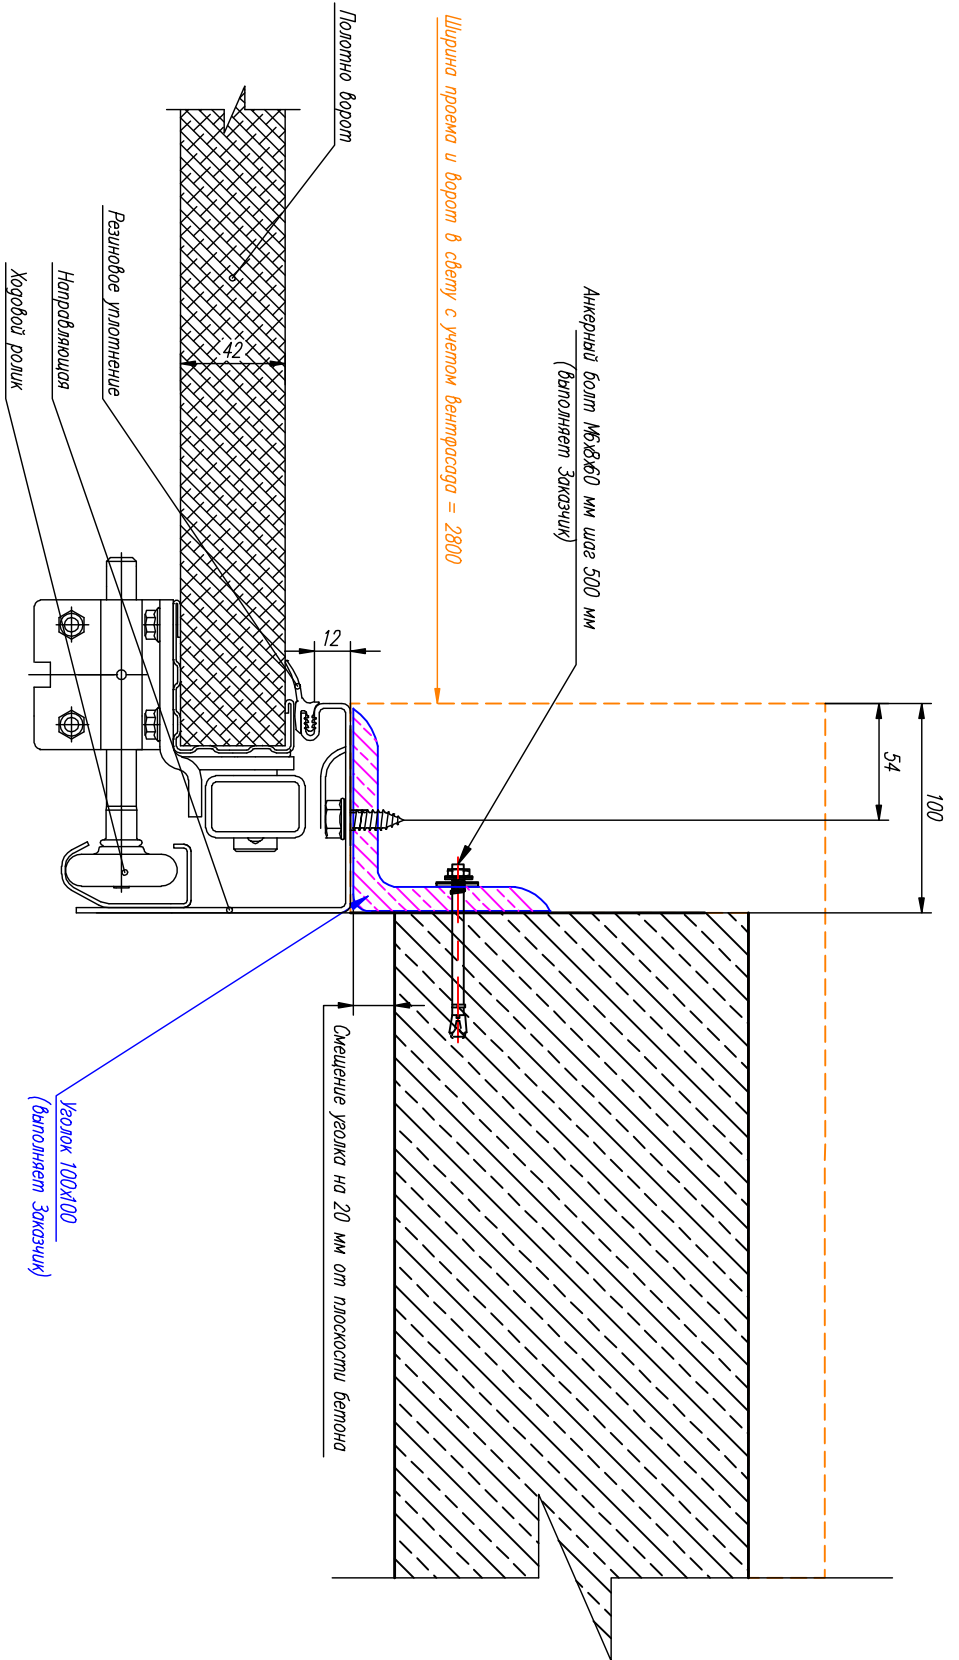 100
54
Анкерный болт М6х8х60 мм шаг 500 мм
(выполняет Заказчик)
Ширина проема и ворот в свету с учетом вентфасада = 2800
Полотно ворот
12
42
Смещение уголка на 20 мм от плоскости бетона
Резиновое уплотнение
Направляющая
Ходовой ролик
Уголок 100х100
(выполняет Заказчик)